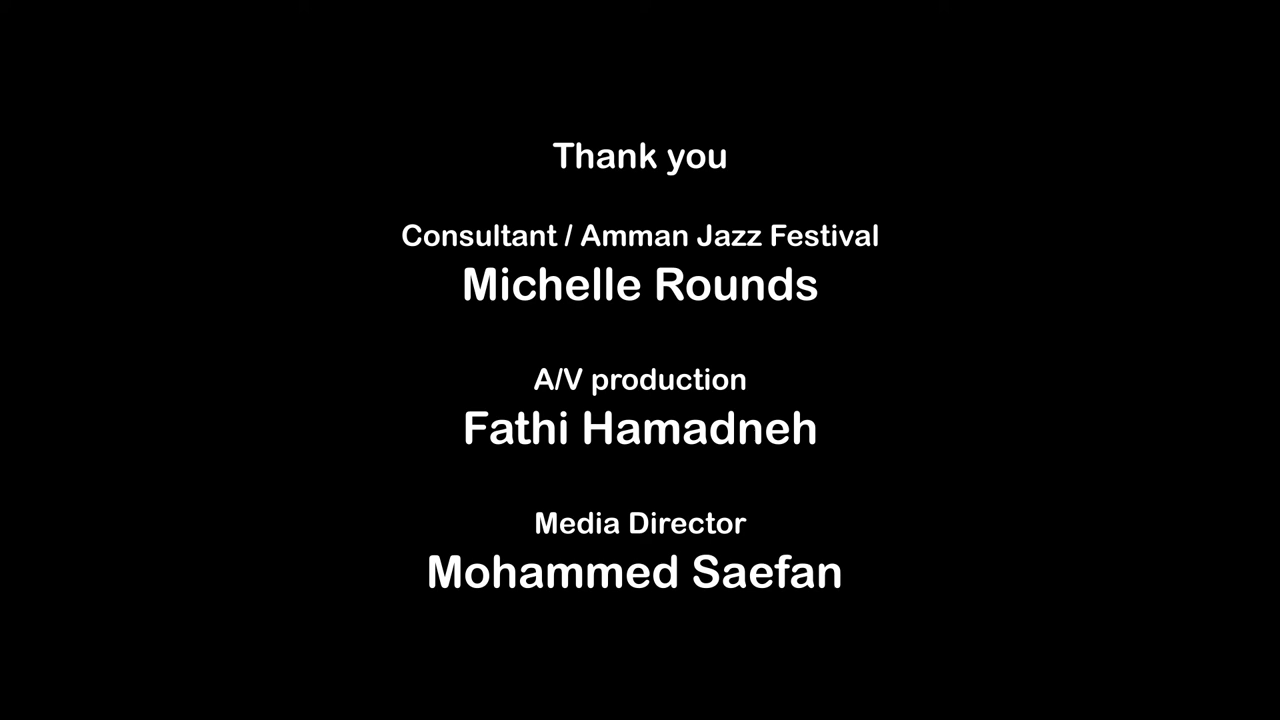 Thank you
Consultant / Amman Jazz Festival
Michelle Rounds
A/V production
Fathi Hamadneh
Media Director
Mohammed Saefan